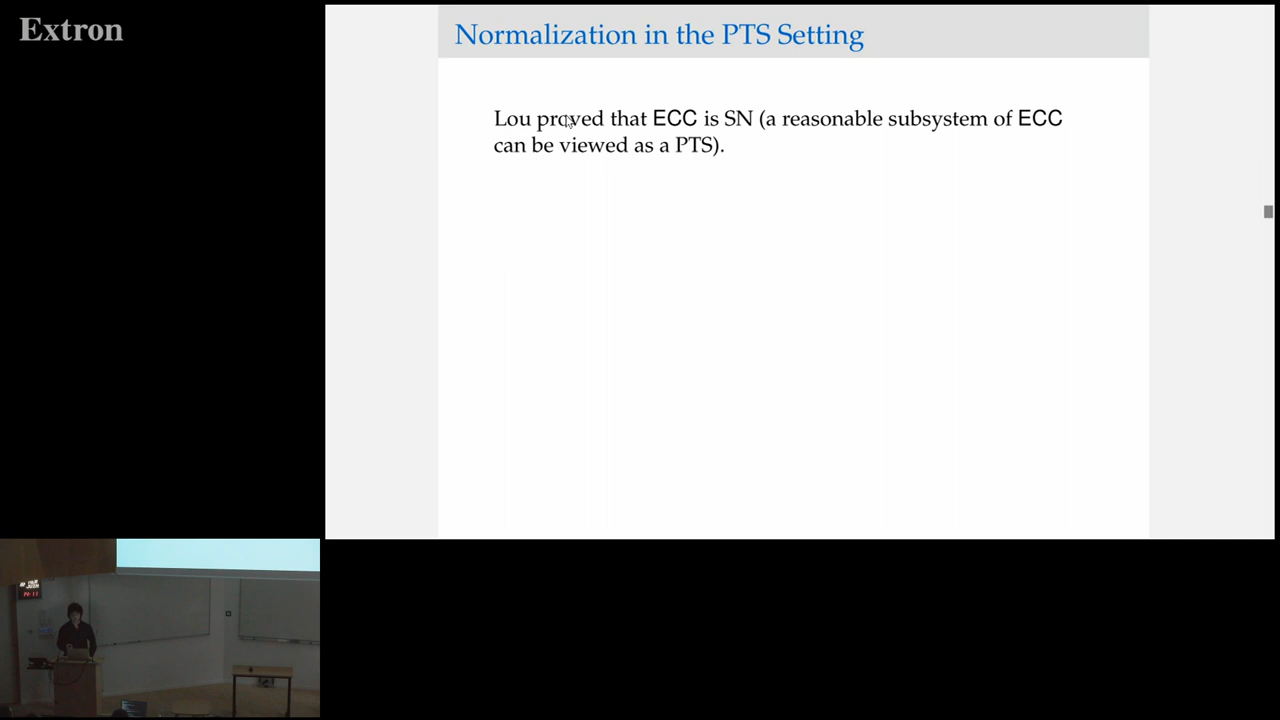 Extron
Normalization in the PTS Setting
Lou proved that ECC is SN (a reasonable subsystem of ECC
can be viewed as a PTS).